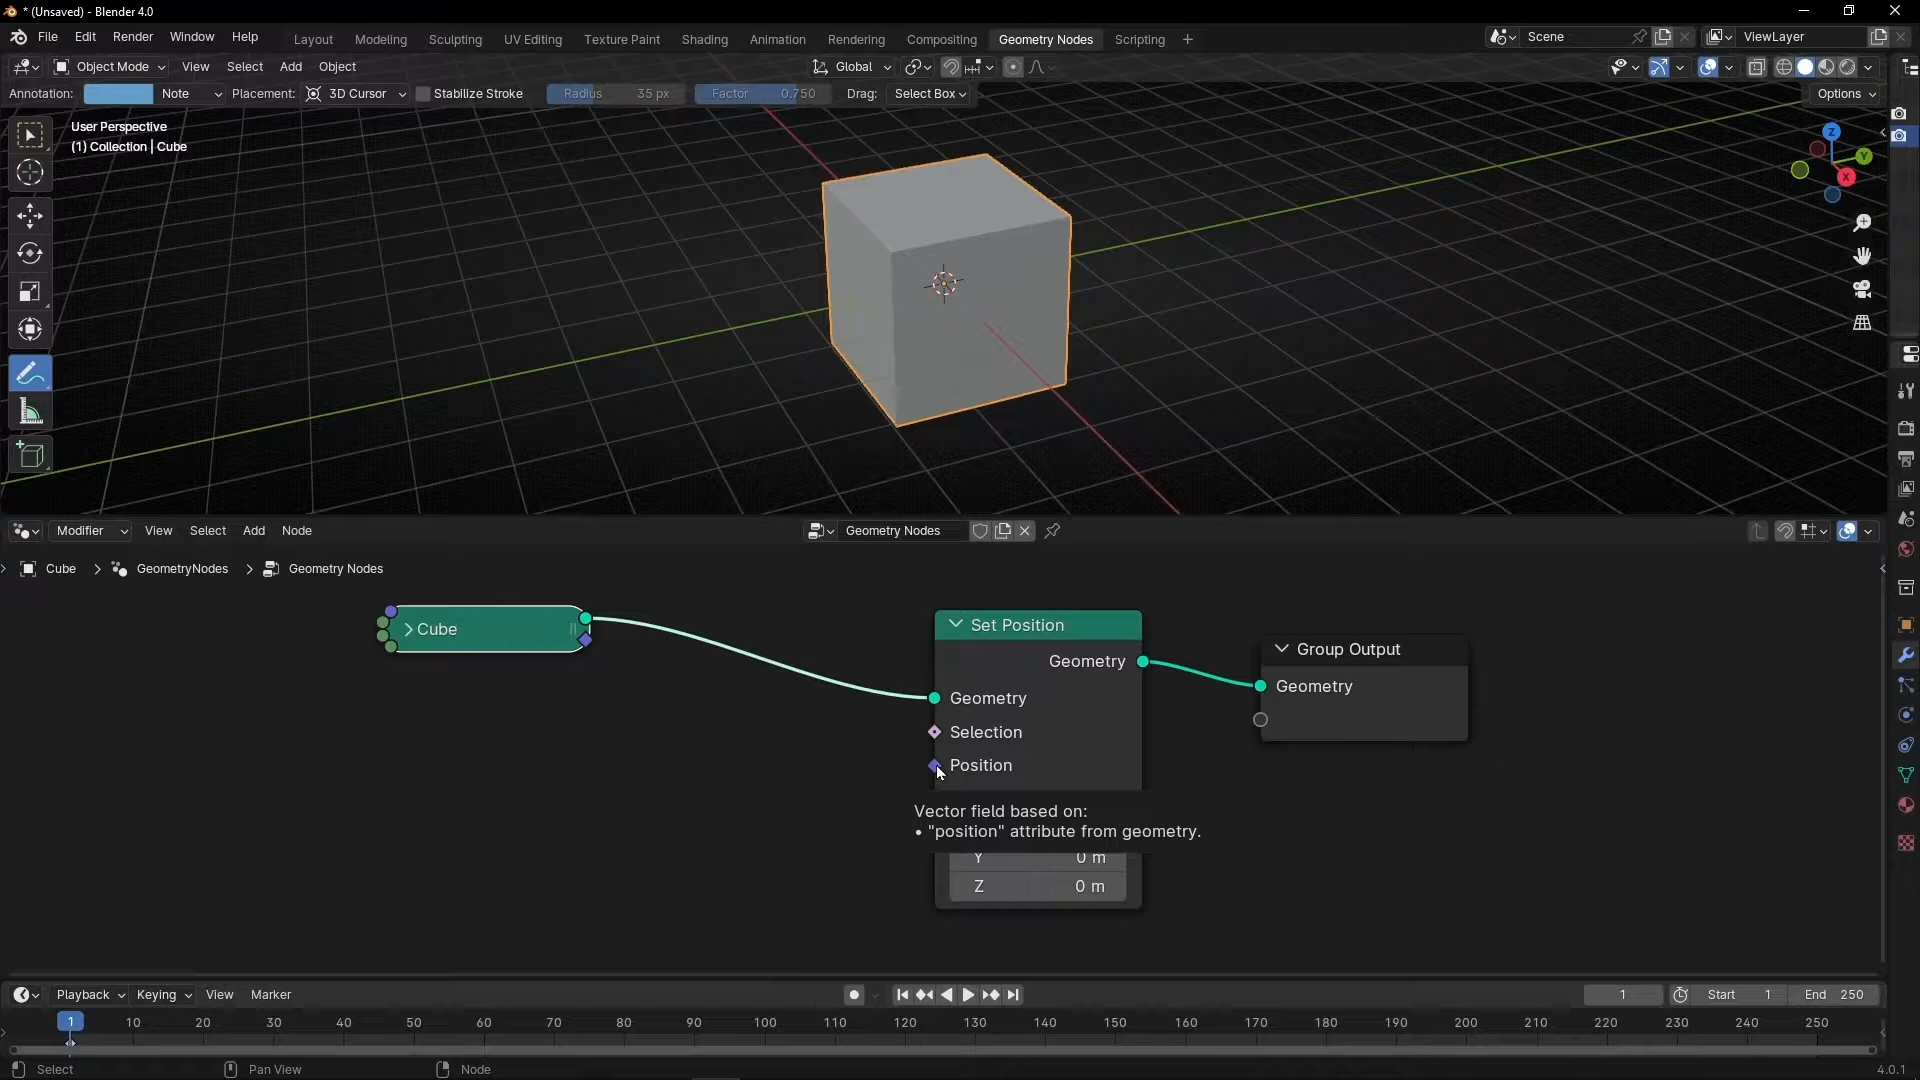 * (Unsaved) - Blender 4.0
File Edit Render Window Help Layout Modeling Sculpting UV Editing Texture Paint Shading Animation Rendering Compositing Geometry Nodes Scripting + Scene ViewLayer
Object Mode View Select Add Object Global
Annotation: Note Placement: 3D Cursor Stabilize Stroke Radius 35 px Factor 0.750 Drag: Select Box Options
User Perspective
(1) Collection | Cube
Z
Y
X
Modifier View Select Add Node Geometry Nodes
Cube > GeometryNodes > Geometry Nodes
Cube
Set Position
Geometry
Geometry
Selection
Position
Group Output
Geometry
Vector field based on:
• "position" attribute from geometry.
Y 0 m
Z 0 m
Playback Keying View Marker 1 Start 1 End 250
1 10 20 30 40 50 60 70 80 90 100 110 120 130 140 150 160 170 180 190 200 210 220 230 240 250
Select Pan View Node 4.0.1